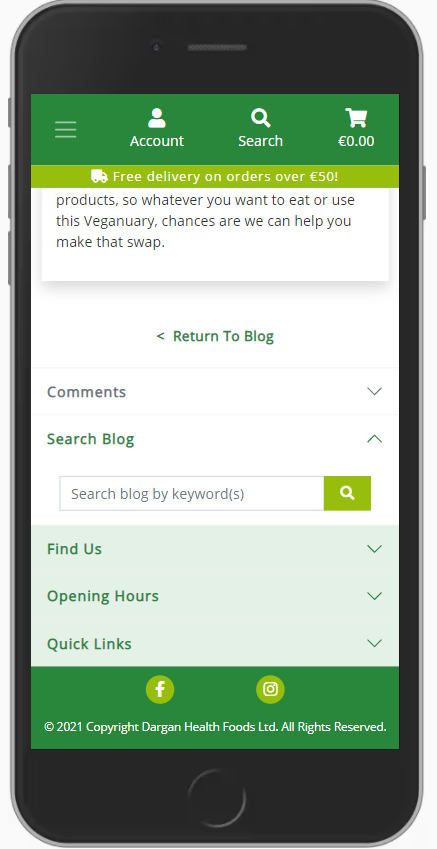 Account
Search
€0.00
Free delivery on orders over €50!
products, so whatever you want to eat or use
this Veganuary, chances are we can help you
make that swap.
< Return To Blog
Comments
Search Blog
Search blog by keyword(s)
Find Us
Opening Hours
Quick Links
© 2021 Copyright Dargan Health Foods Ltd. All Rights Reserved.